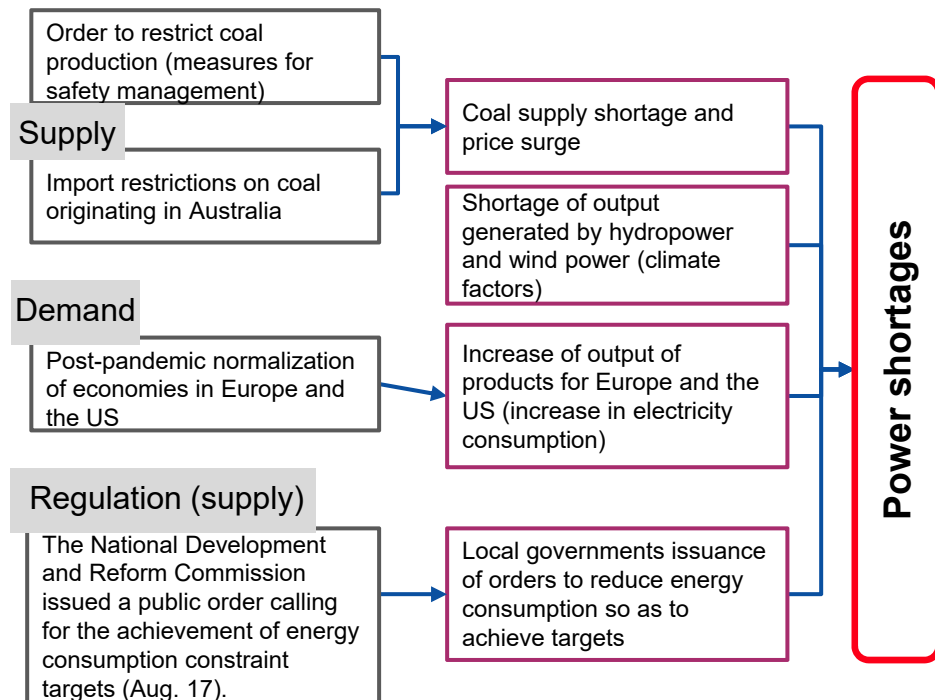 Order to restrict coal
production (measures for
safety management)
Supply
Import restrictions on coal
originating in Australia
Coal supply shortage and
price surge
Shortage of output
generated by hydropower
and wind power (climate
factors)
Demand
Post-pandemic normalization
of economies in Europe and
the US
Increase of output of
products for Europe and the
US (increase in electricity
consumption)
Regulation (supply)
The National Development
and Reform Commission
issued a public order calling
for the achievement of energy
consumption constraint
targets (Aug. 17).
Local governments issuance
of orders to reduce energy
consumption so as to
achieve targets
Power shortages